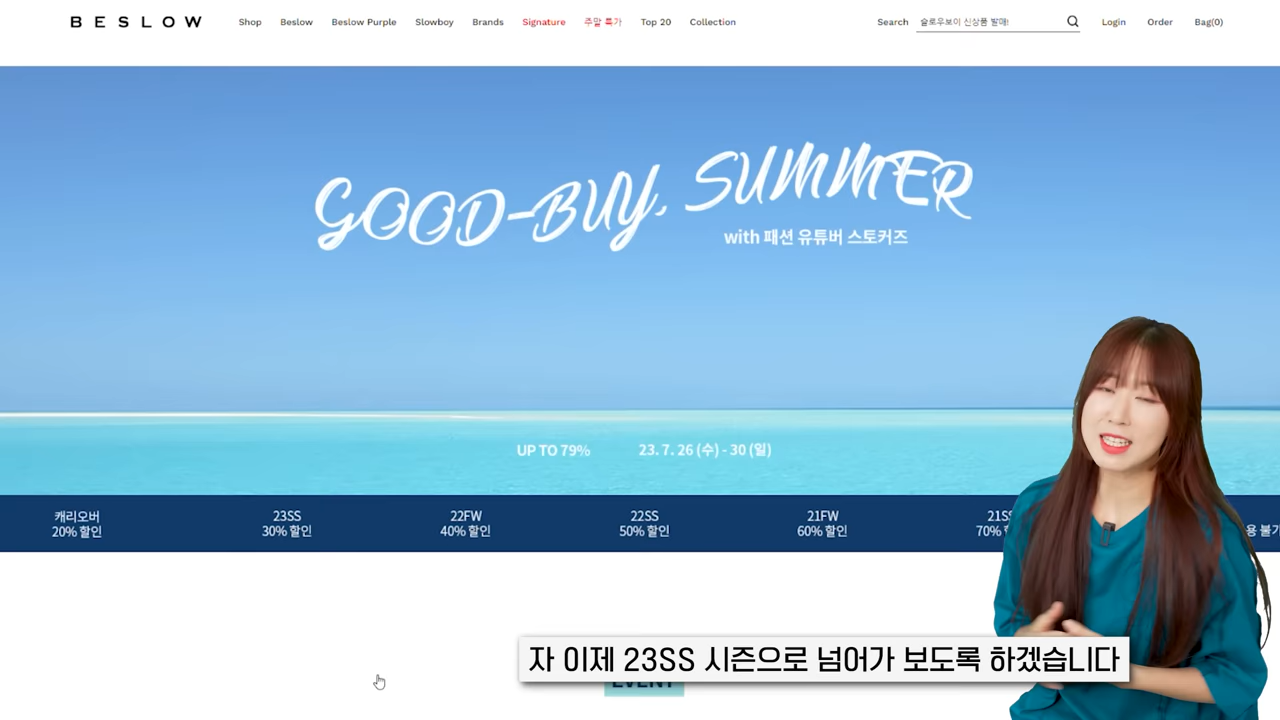 BESLOW
Shop Beslow Beslow Purple Slowboy Brands Signature 주말 특가 Top 20 Collection
Search 슬로우보이 신상품 발매! Login Order Bag(0)
GOOD-BUY, SUMMER
with 패션 유튜버 스토커즈
UP TO 79% 23. 7. 26 (수) - 30 (일)
캐리오버 23SS 22FW 22SS 21FW 21SS
20% 할인 30% 할인 40% 할인 50% 할인 60% 할인 70%
자 이제 23SS 시즌으로 넘어가 보도록 하겠습니다
EVENT